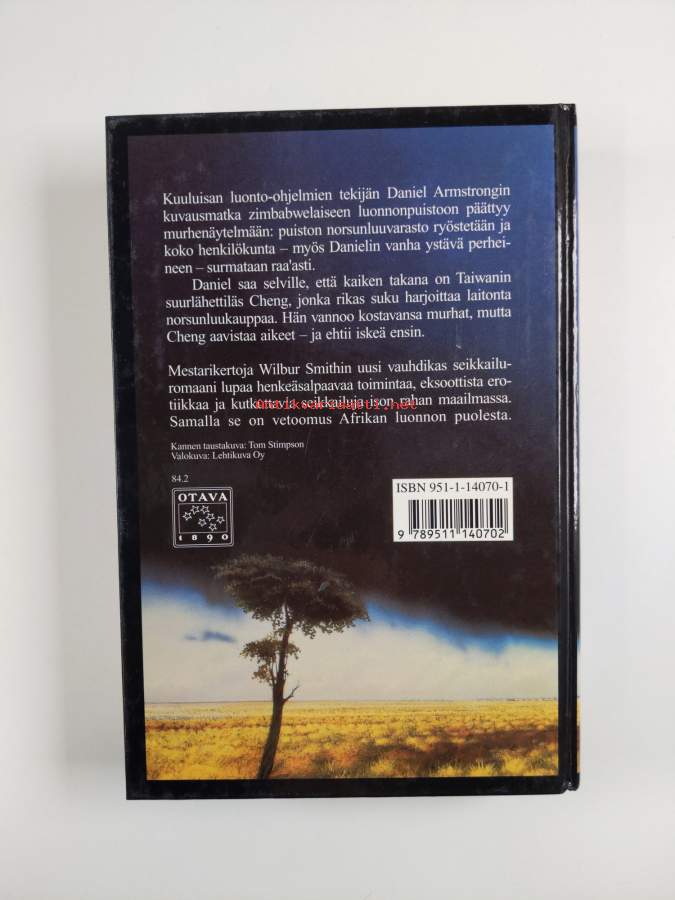 Kuuluisan luonto-ohjelmien tekijän Daniel Armstrongin
kuvausmatka zimbabwelaiseen luonnonpuistoon päättyy
murhenäytelmään: puiston norsunluuvarasto ryöstetään ja
koko henkilökunta – myös Danielin vanha ystävä perhei-
neen – surmataan raa'asti.
Daniel saa selville, että kaiken takana on Taiwanin
suurlähettiläs Cheng, jonka rikas suku harjoittaa laitonta
norsunluukauppaa. Hän vannoo kostavansa murhat, mutta
Cheng aavistaa aikeet – ja ehtii iskeä ensin.
Mestarikertoja Wilbur Smithin uusi vauhdikas seikkailu-
romaani lupaa henkeäsalpaavaa toimintaa, eksoottista ero-
tiikkaa ja kutkuttavia seikkailuja ison rahan maailmassa.
Antikvariaatti.net
Samalla se on vetoomus Afrikan luonnon puolesta.
Kannen taustakuva: Tom Stimpson
Valokuva: Lehtikuva Oy
84.2
OTAVA
1890
ISBN 951-1-14070-1
9 789511 140702